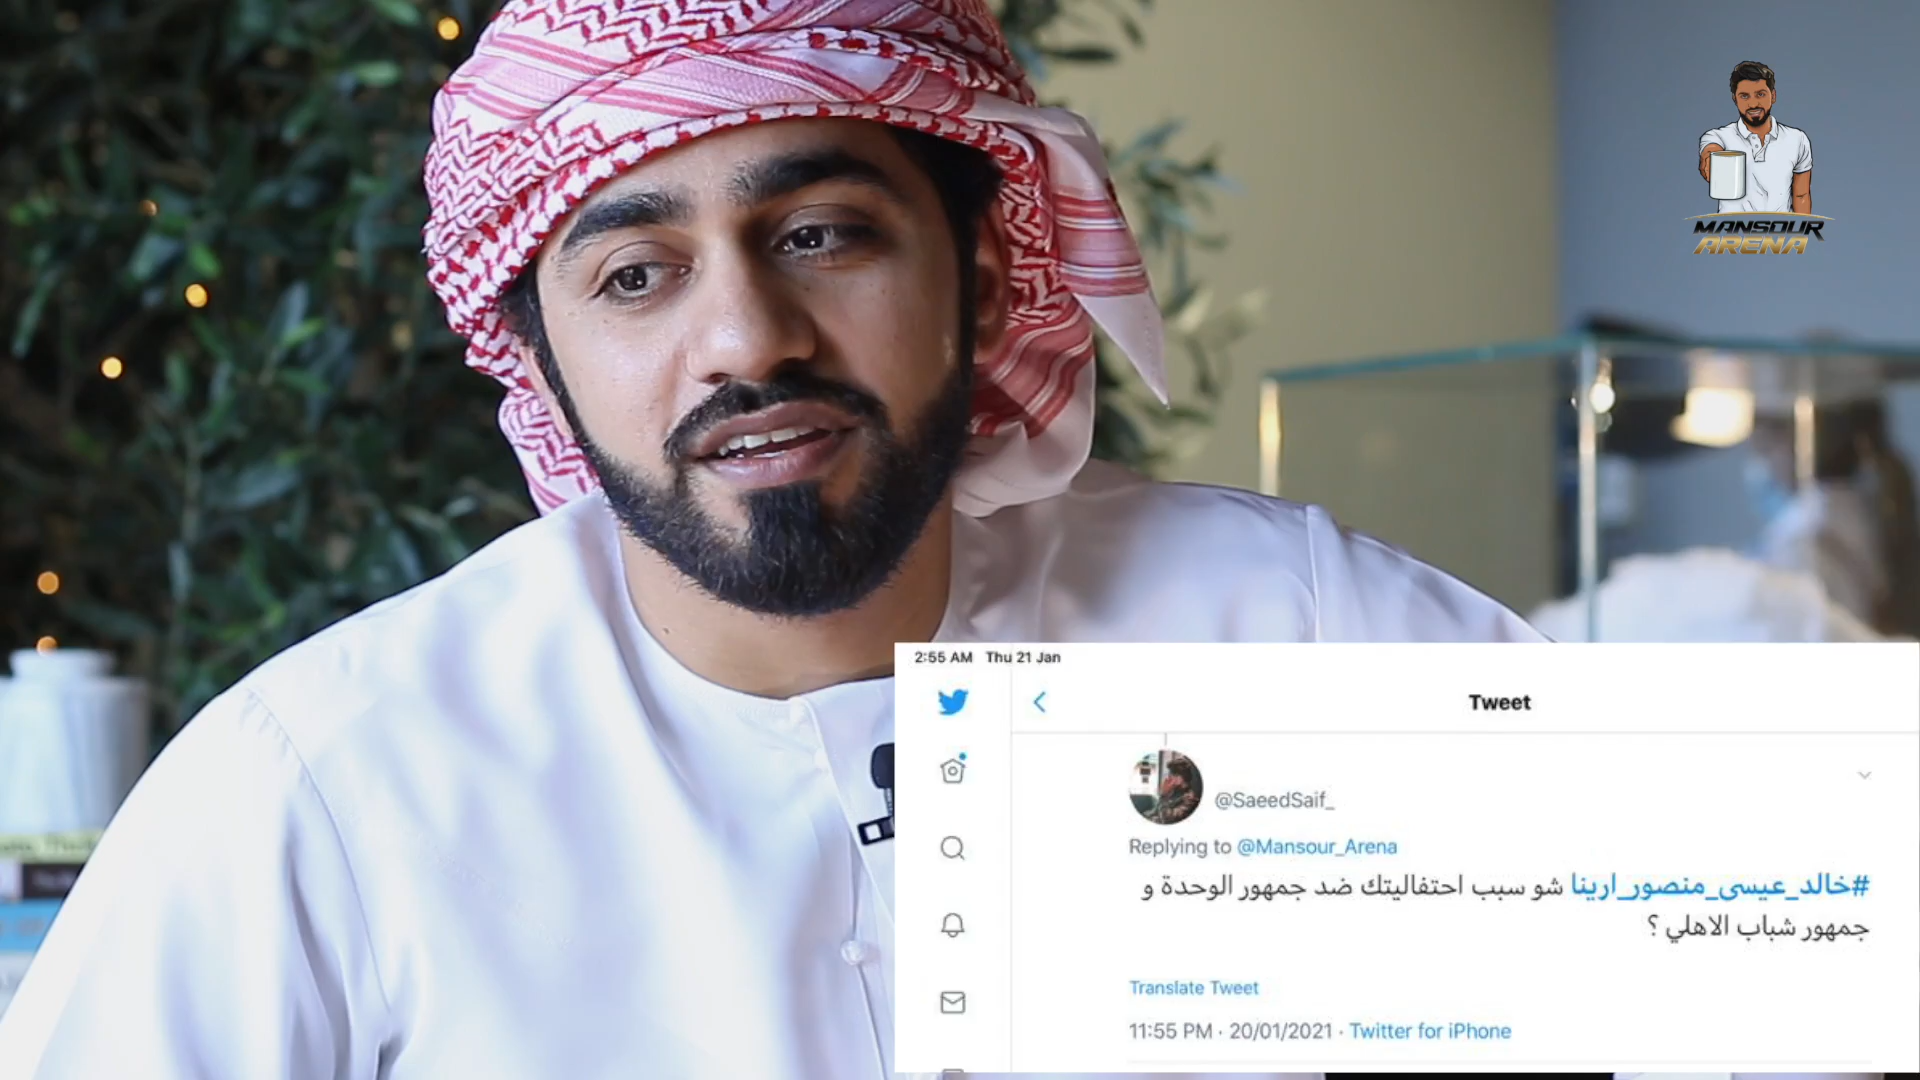 MANSOUR
ARENA
2:55 AM Thu 21 Jan
Tweet
@SaeedSaif_
Replying to @Mansour_Arena
#خالد_عيسى_منصور_ارينا شو سبب احتفاليتك ضد جمهور الوحدة و
جمهور شباب الاهلي ؟
Translate Tweet
11:55 PM · 20/01/2021 · Twitter for iPhone